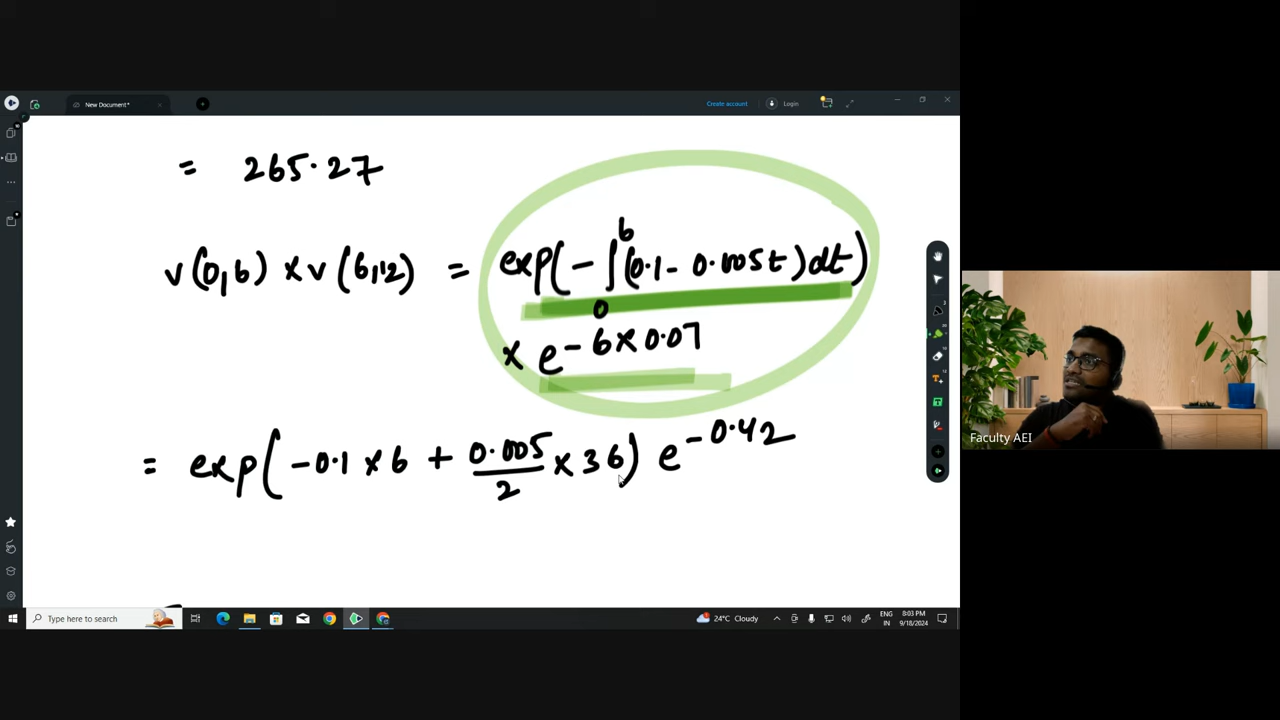 Create account
Login
New Document*
= 265.27
v(0,6) x v(6,12) = exp(- ∫₀⁶ (0.1 - 0.005t) dt)
x e^-6x0.07
= exp(-0.1 x 6 + 0.005/2 x 36) e^-0.42
Faculty AEI
Type here to search
24°C Cloudy
ENG
IN
8:03 PM
9/18/2024